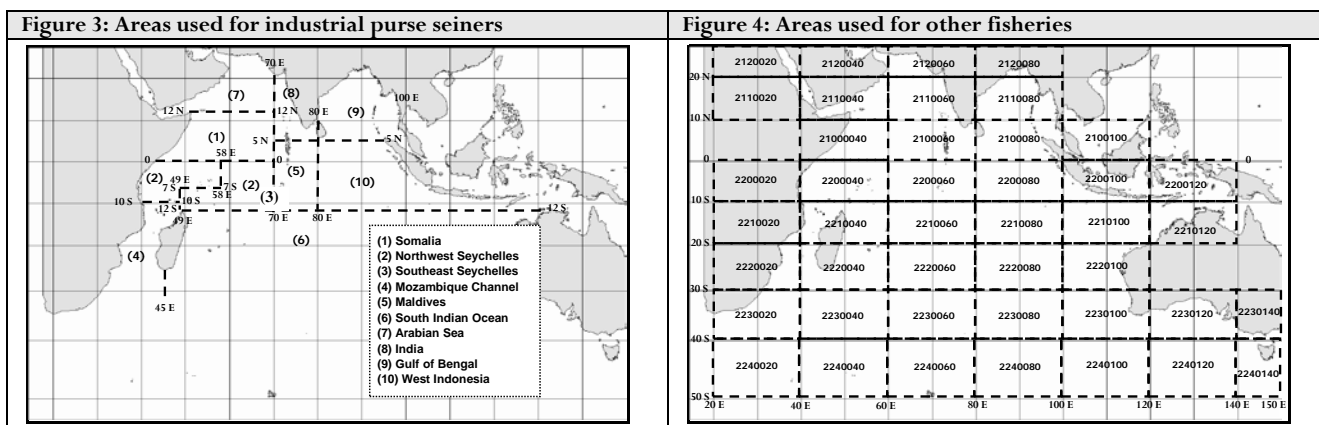 Figure 3: Areas used for industrial purse seiners
70 E
(7)
(8)
100 E
12 N
12 N
80 E
(9)
(1)
5 N
5 N
58 E
0
0
(2)
49 E
(5)
7 S
7 S
(2)
(10)
58 E
(3)
10 S
10 S
12 S
12 S
49 E
70 E
80 E
(6)
(4)
45 E
(1) Somalia
(2) Northwest Seychelles
(3) Southeast Seychelles
(4) Mozambique Channel
(5) Maldives
(6) South Indian Ocean
(7) Arabian Sea
(8) India
(9) Gulf of Bengal
(10) West Indonesia
Figure 4: Areas used for other fisheries
2120020 2120040 2120060 2120080
20 N
2110020 2110040 2110060 2110080
10 N
2100040 2100060 2100080 2100100
0 0
2200020 2200040 2200060 2200080 2200100 2200120
10 S
2210020 2210040 2210060 2210080 2210100 2210120
20 S
2220020 2220040 2220060 2220080 2220100
30 S
2230020 2230040 2230060 2230080 2230100 2230120 2230140
40 S
2240020 2240040 2240060 2240080 2240100 2240120 2240140
50 S
20 E 40 E 60 E 80 E 100 E 120 E 140 E 150 E